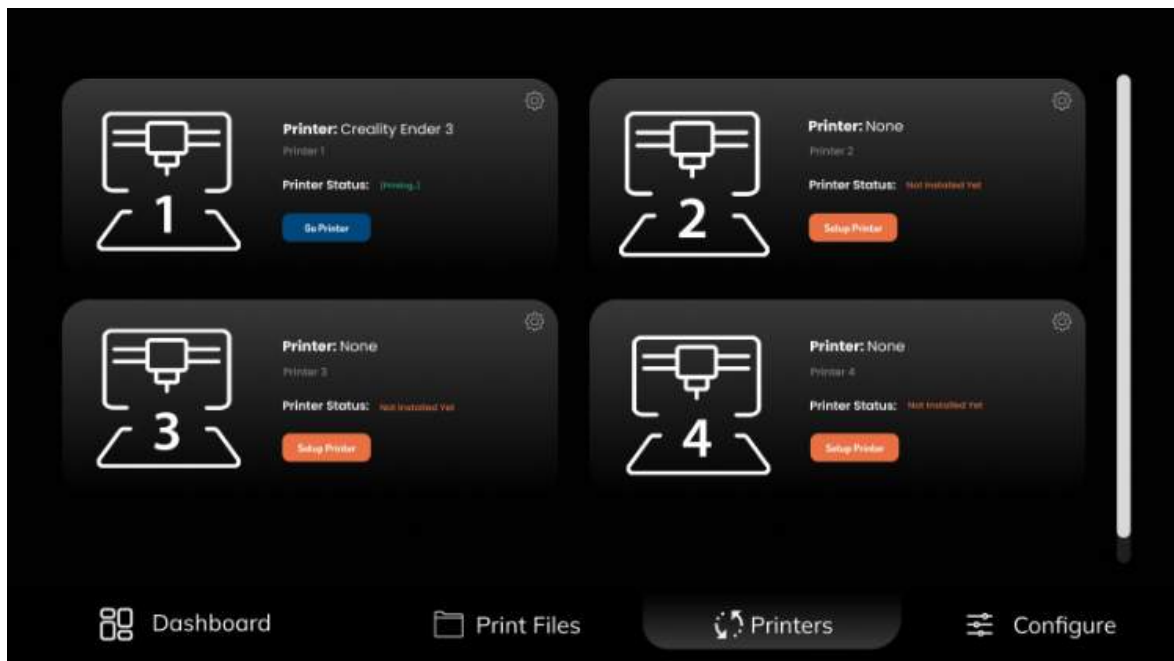 1
Printer: Creality Ender 3
Printer 1
Printer Status: (Printing..)
Go Printer
2
Printer: None
Printer 2
Printer Status: Not Installed Yet
Setup Printer
3
Printer: None
Printer 3
Printer Status: Not Installed Yet
Setup Printer
4
Printer: None
Printer 4
Printer Status: Not Installed Yet
Setup Printer
Dashboard
Print Files
Printers
Configure